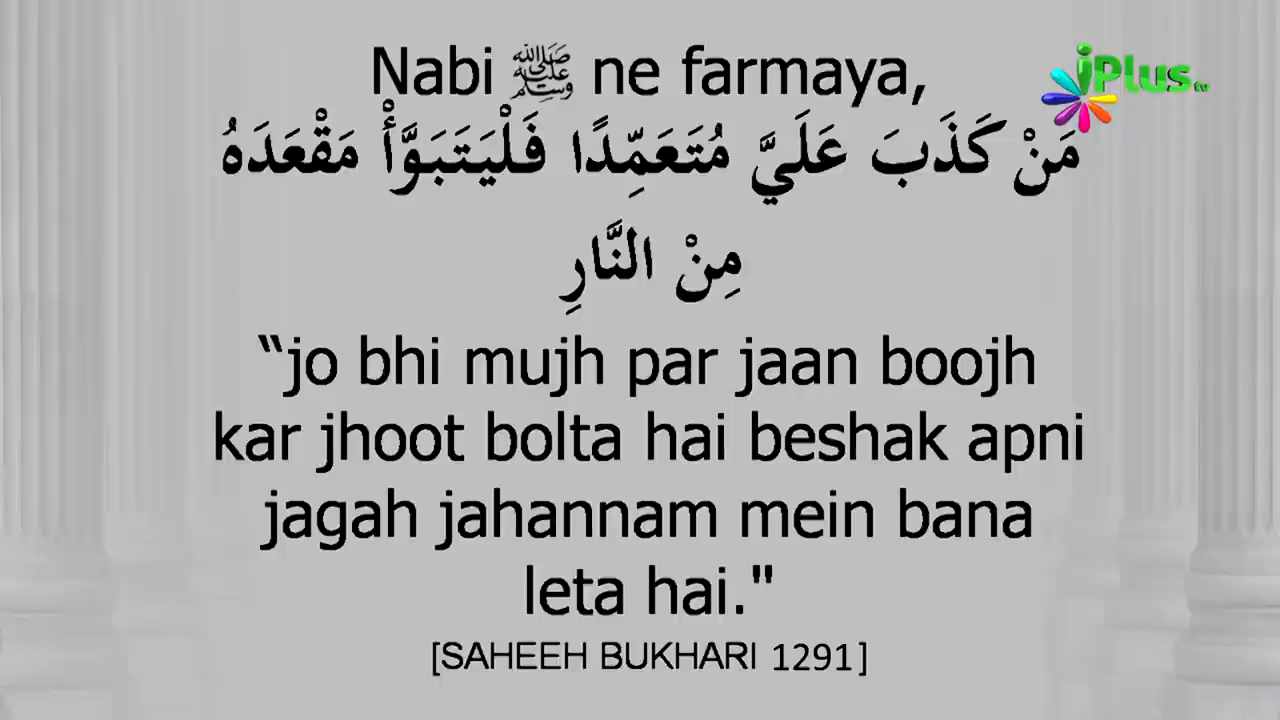 Nabi ﷺ ne farmaya,
iPlus tv
مَنْ كَذَبَ عَلَيَّ مُتَعَمِّدًا فَلْيَتَبَوَّأْ مَقْعَدَهُ
مِنْ النَّارِ
“jo bhi mujh par jaan boojh
kar jhoot bolta hai beshak apni
jagah jahannam mein bana
leta hai."
[SAHEEH BUKHARI 1291]